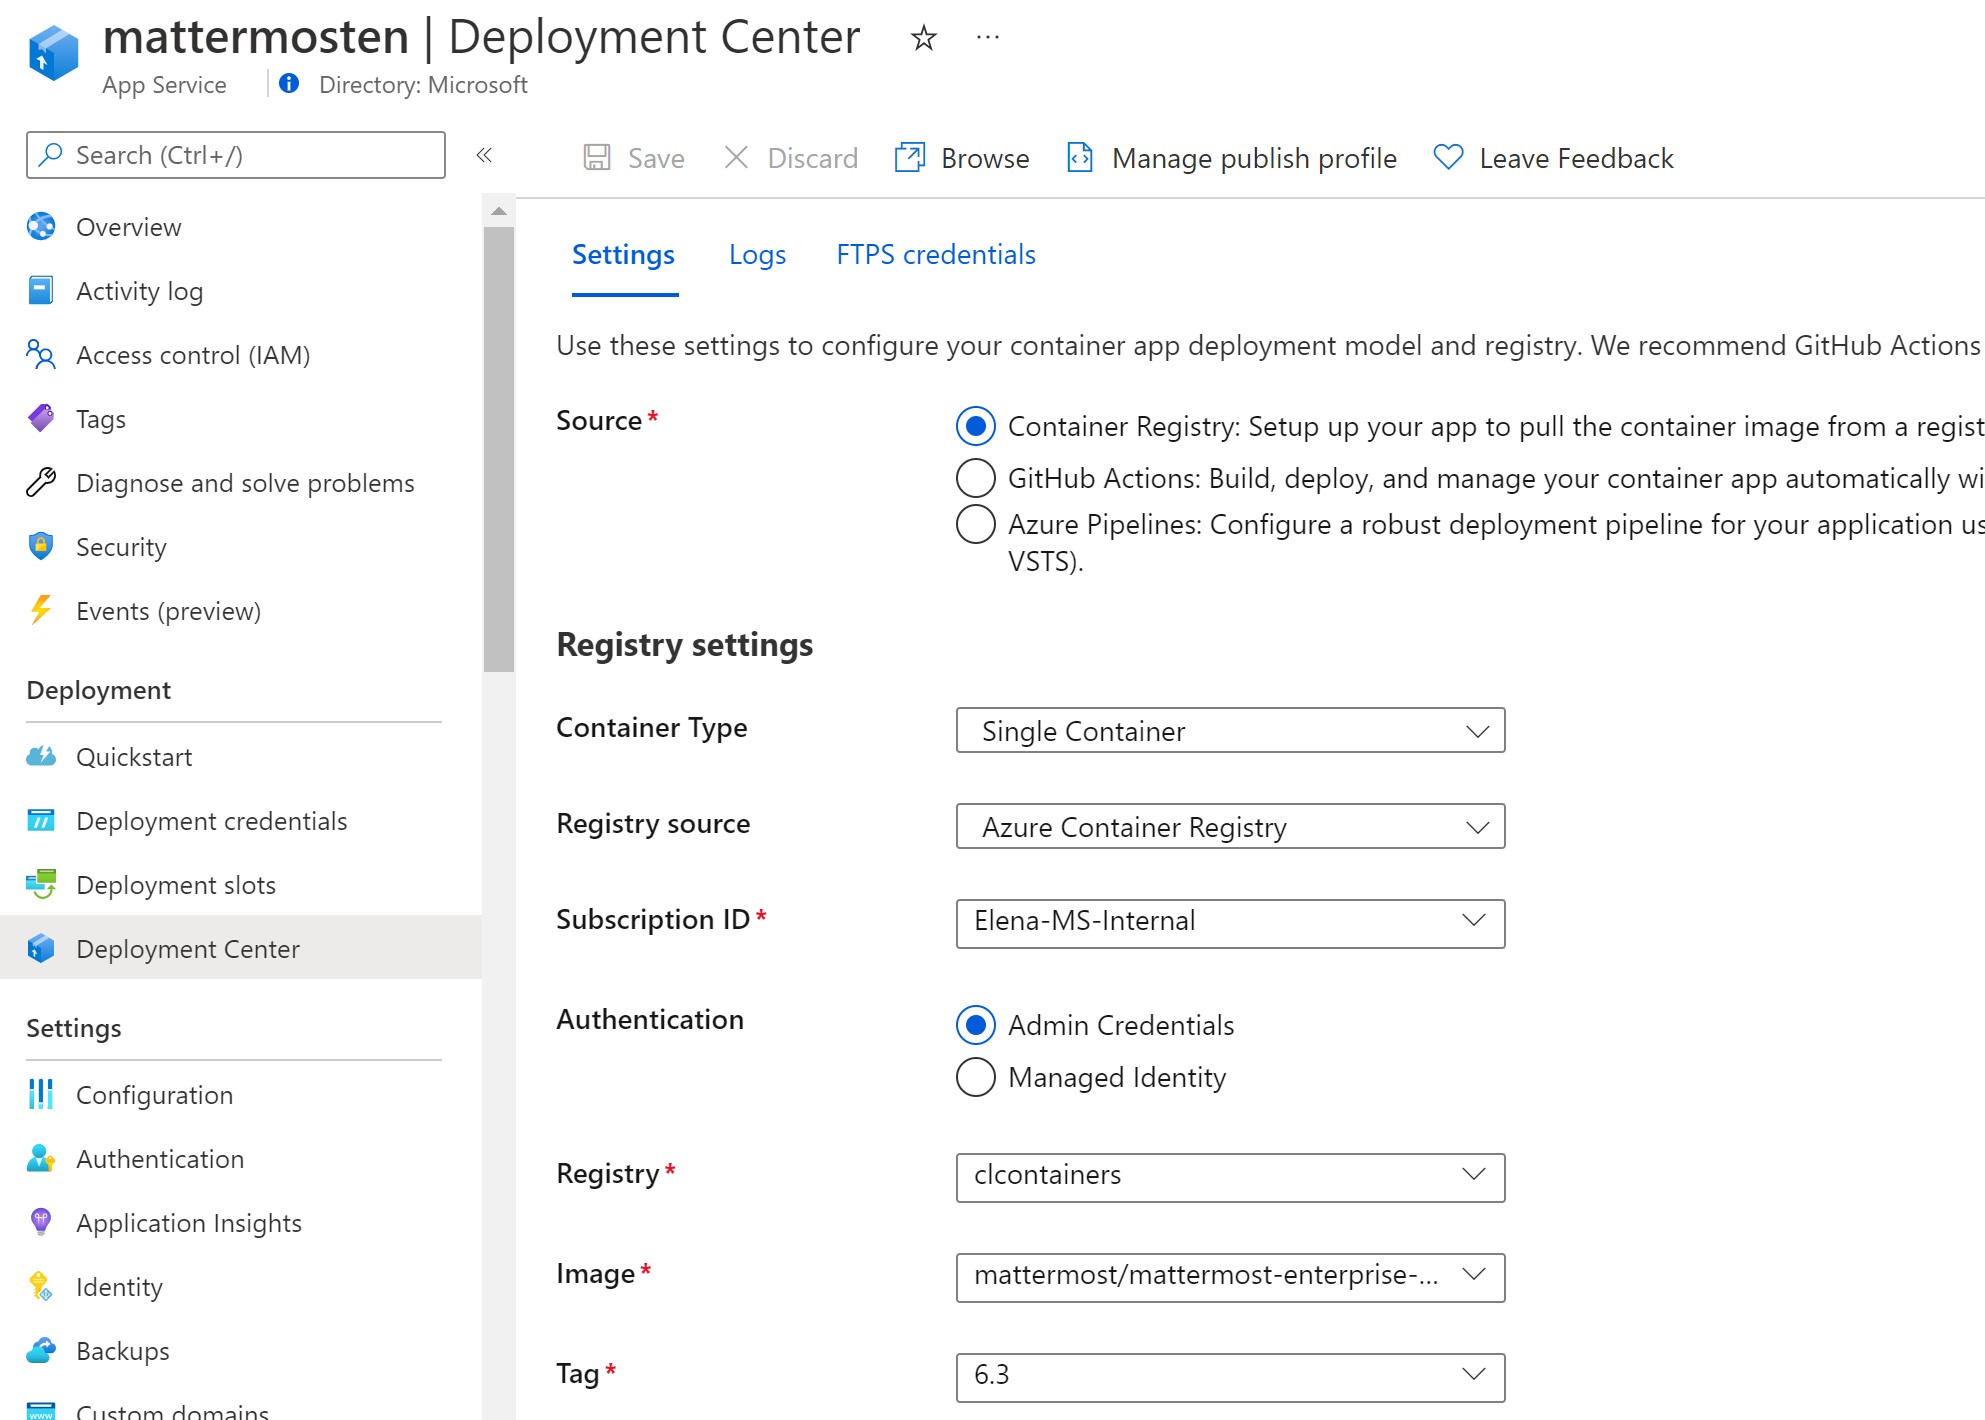 mattermosten | Deployment Center
App Service
Directory: Microsoft
Search (Ctrl+/)
Save
Discard
Browse
Manage publish profile
Leave Feedback
Overview
Activity log
Access control (IAM)
Tags
Diagnose and solve problems
Security
Events (preview)
Deployment
Quickstart
Deployment credentials
Deployment slots
Deployment Center
Settings
Configuration
Authentication
Application Insights
Identity
Backups
Custom domains
Settings
Logs
FTPS credentials
Use these settings to configure your container app deployment model and registry. We recommend GitHub Actions
Source*
Container Registry: Setup up your app to pull the container image from a regist
GitHub Actions: Build, deploy, and manage your container app automatically wi
Azure Pipelines: Configure a robust deployment pipeline for your application us
VSTS).
Registry settings
Container Type
Single Container
Registry source
Azure Container Registry
Subscription ID*
Elena-MS-Internal
Authentication
Admin Credentials
Managed Identity
Registry*
clcontainers
Image*
mattermost/mattermost-enterprise-...
Tag*
6.3